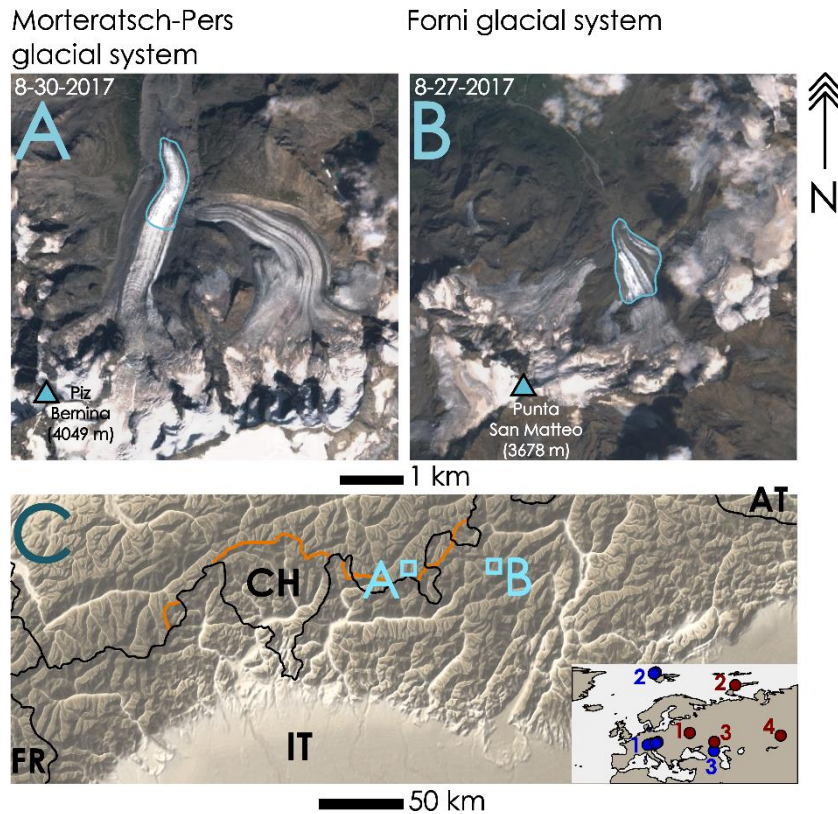 Morteratsch-Pers
glacial system
Forni glacial system
8-30-2017
A
8-27-2017
B
N
Piz
Bernina
(4049 m)
Punta
San Matteo
(3678 m)
1 km
C
AT
CH
A
B
FR
IT
2
2
1
1
3
4
3
50 km